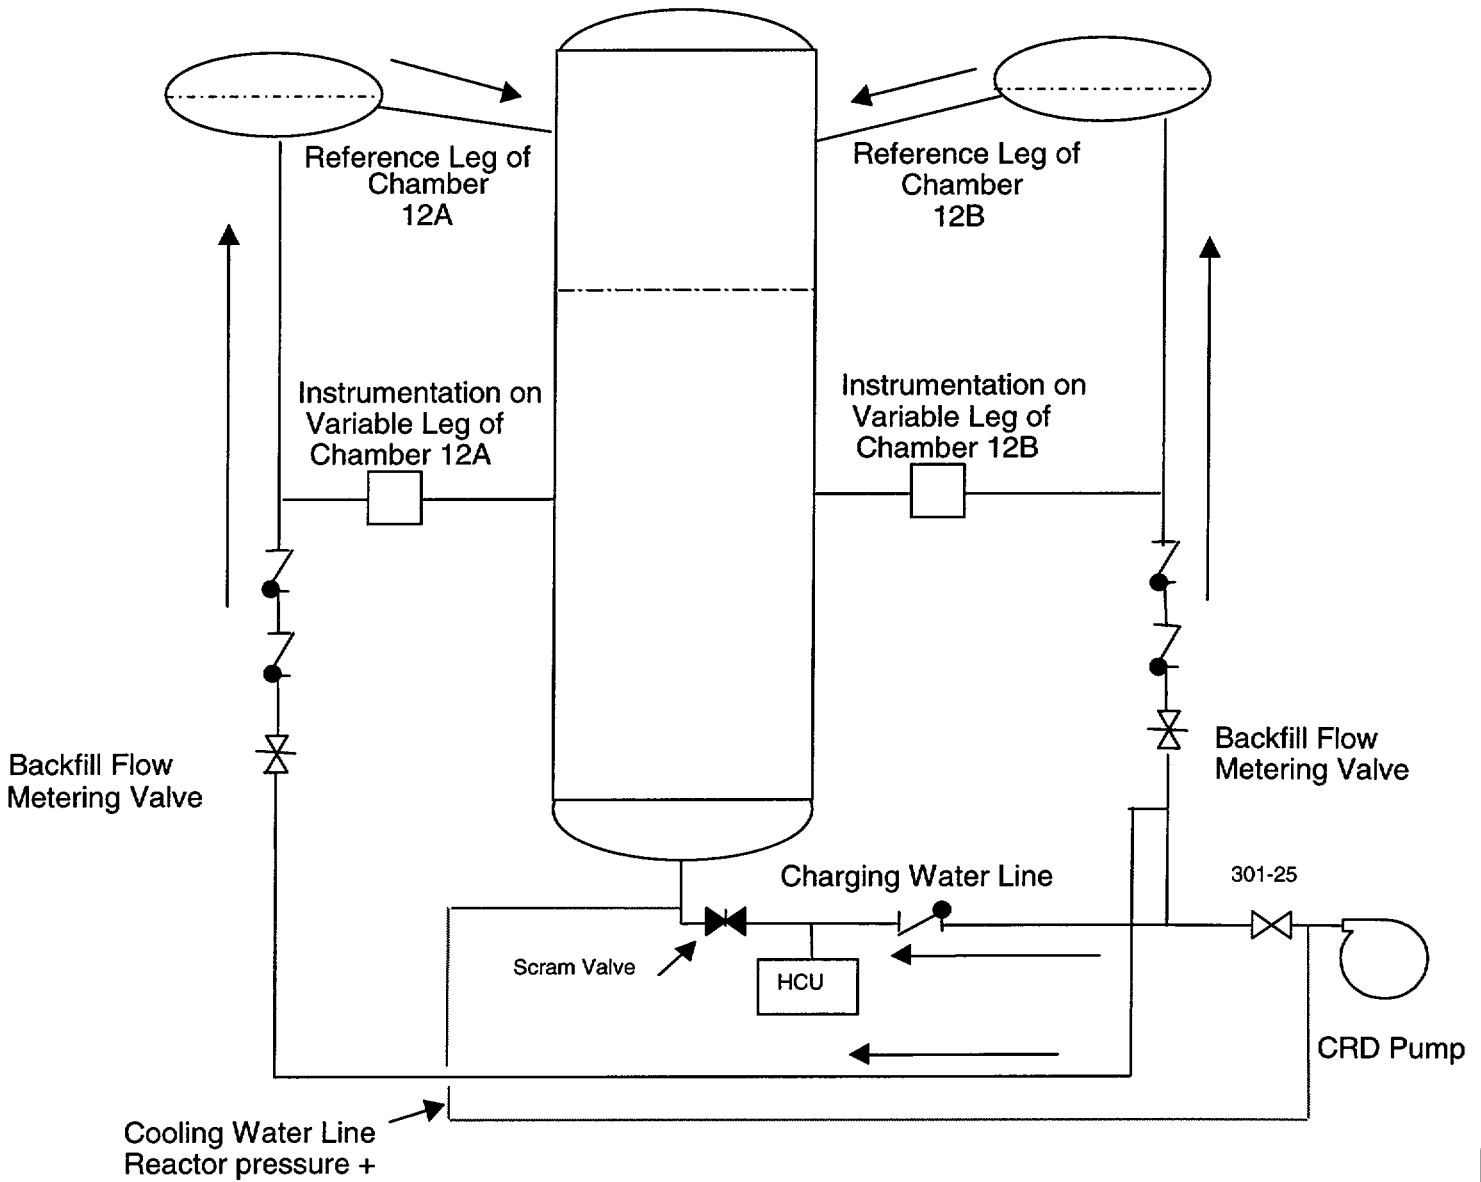 Reference Leg of
Chamber
12A
Reference Leg of
Chamber
12B
Instrumentation on
Variable Leg of
Chamber 12A
Instrumentation on
Variable Leg of
Chamber 12B
Backfill Flow
Metering Valve
Backfill Flow
Metering Valve
Charging Water Line
301-25
Scram Valve
HCU
CRD Pump
Cooling Water Line
Reactor pressure +